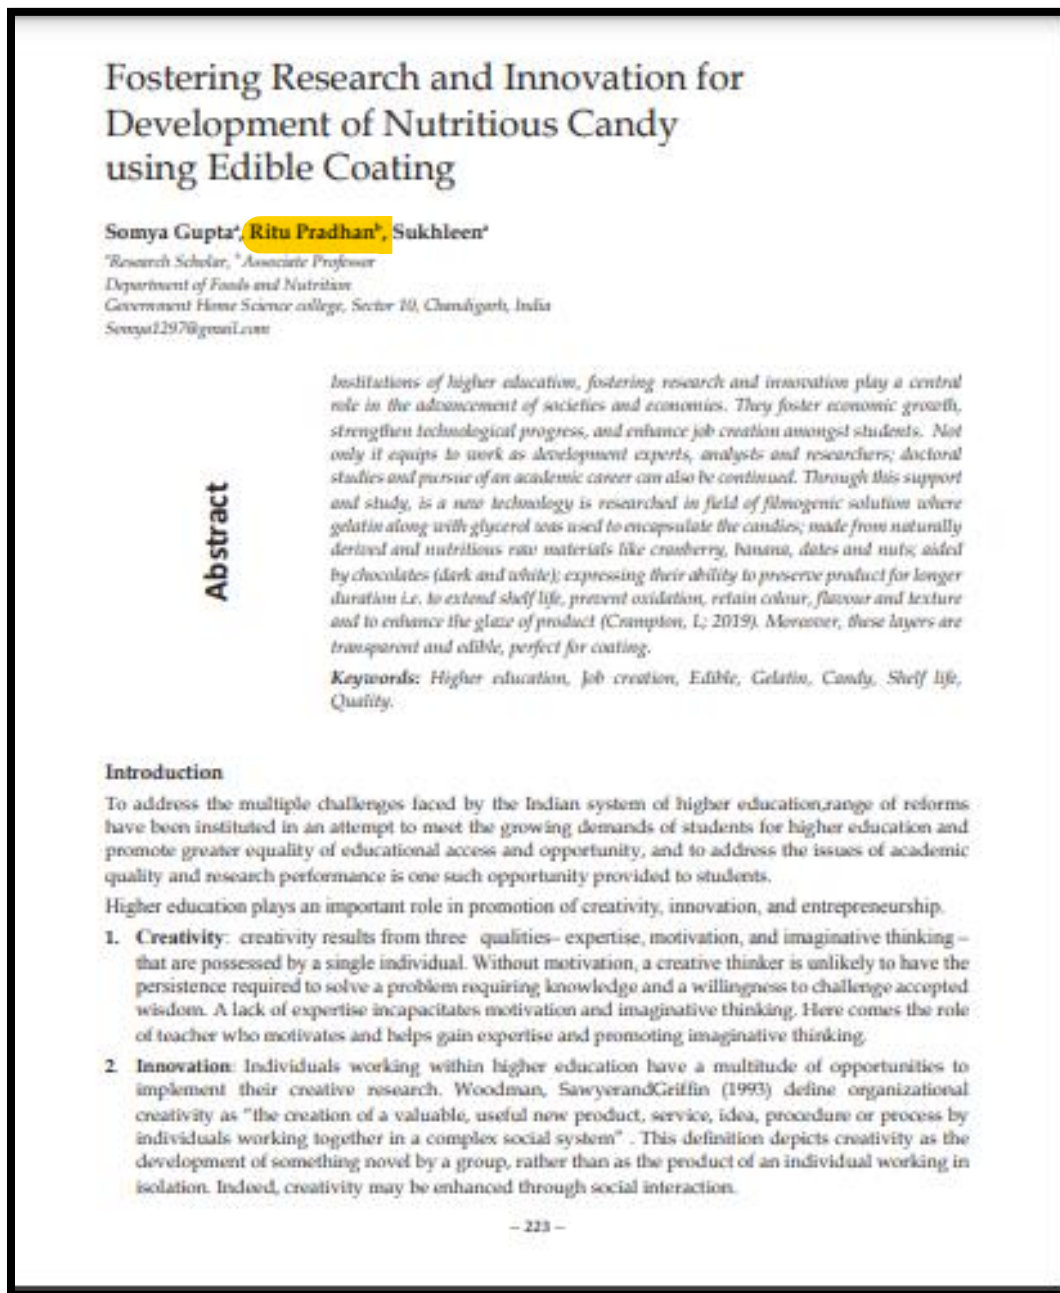 Fostering Research and Innovation for
Development of Nutritious Candy
using Edible Coating
Somya Guptaᵃ, Ritu Pradhanᵇ, Sukhleenᵃ
ᵃResearch Scholar, ᵇAssociate Professor
Department of Foods and Nutrition
Government Home Science college, Sector 10, Chandigarh, India
Somya1297@gmail.com
Abstract
Institutions of higher education, fostering research and innovation play a central
role in the advancement of societies and economies. They foster economic growth,
strengthen technological progress, and enhance job creation amongst students. Not
only it equips to work as development experts, analysts and researchers; doctoral
studies and pursue of an academic career can also be continued. Through this support
and study, is a new technology is researched in field of filmogenic solution where
gelatin along with glycerol was used to encapsulate the candies; made from naturally
derived and nutritious raw materials like cranberry, banana, dates and nuts; aided
by chocolates (dark and white); expressing their ability to preserve product for longer
duration i.e. to extend shelf life, prevent oxidation, retain colour, flavour and texture
and to enhance the glaze of product (Crampton, L; 2019). Moreover, these layers are
transparent and edible, perfect for coating.
Keywords: Higher education, Job creation, Edible, Gelatin, Candy, Shelf life,
Quality.
Introduction
To address the multiple challenges faced by the Indian system of higher education,range of reforms
have been instituted in an attempt to meet the growing demands of students for higher education and
promote greater equality of educational access and opportunity, and to address the issues of academic
quality and research performance is one such opportunity provided to students.
Higher education plays an important role in promotion of creativity, innovation, and entrepreneurship.
1. Creativity: creativity results from three qualities– expertise, motivation, and imaginative thinking –
that are possessed by a single individual. Without motivation, a creative thinker is unlikely to have the
persistence required to solve a problem requiring knowledge and a willingness to challenge accepted
wisdom. A lack of expertise incapacitates motivation and imaginative thinking. Here comes the role
of teacher who motivates and helps gain expertise and promoting imaginative thinking.
2 Innovation: Individuals working within higher education have a multitude of opportunities to
implement their creative research. Woodman, SawyerandGriffin (1993) define organizational
creativity as "the creation of a valuable, useful new product, service, idea, procedure or process by
individuals working together in a complex social system" . This definition depicts creativity as the
development of something novel by a group, rather than as the product of an individual working in
isolation. Indeed, creativity may be enhanced through social interaction.
– 223 –